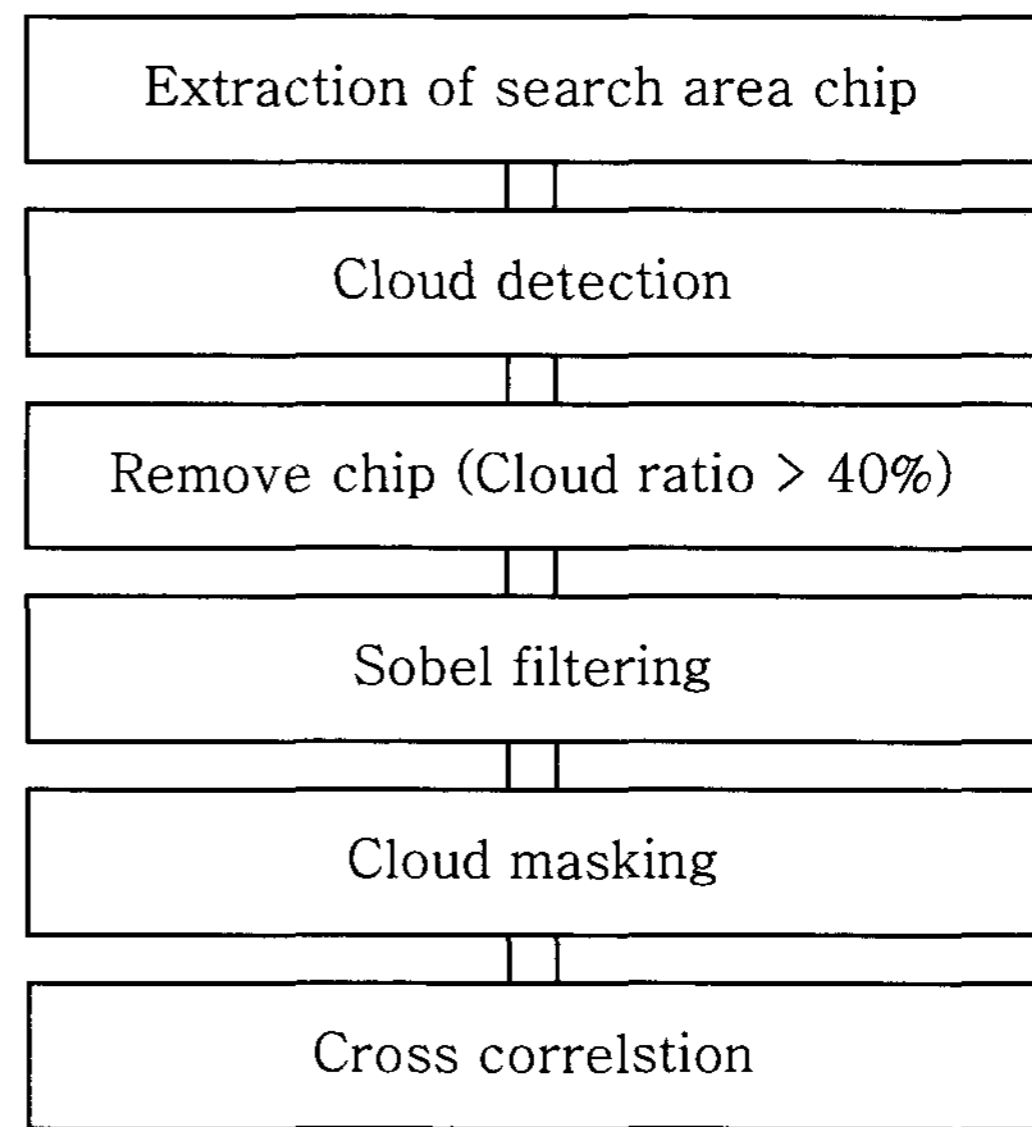 Extraction of search area chip
Cloud detection
Remove chip (Cloud ratio > 40%)
Sobel filtering
Cloud masking
Cross correlstion